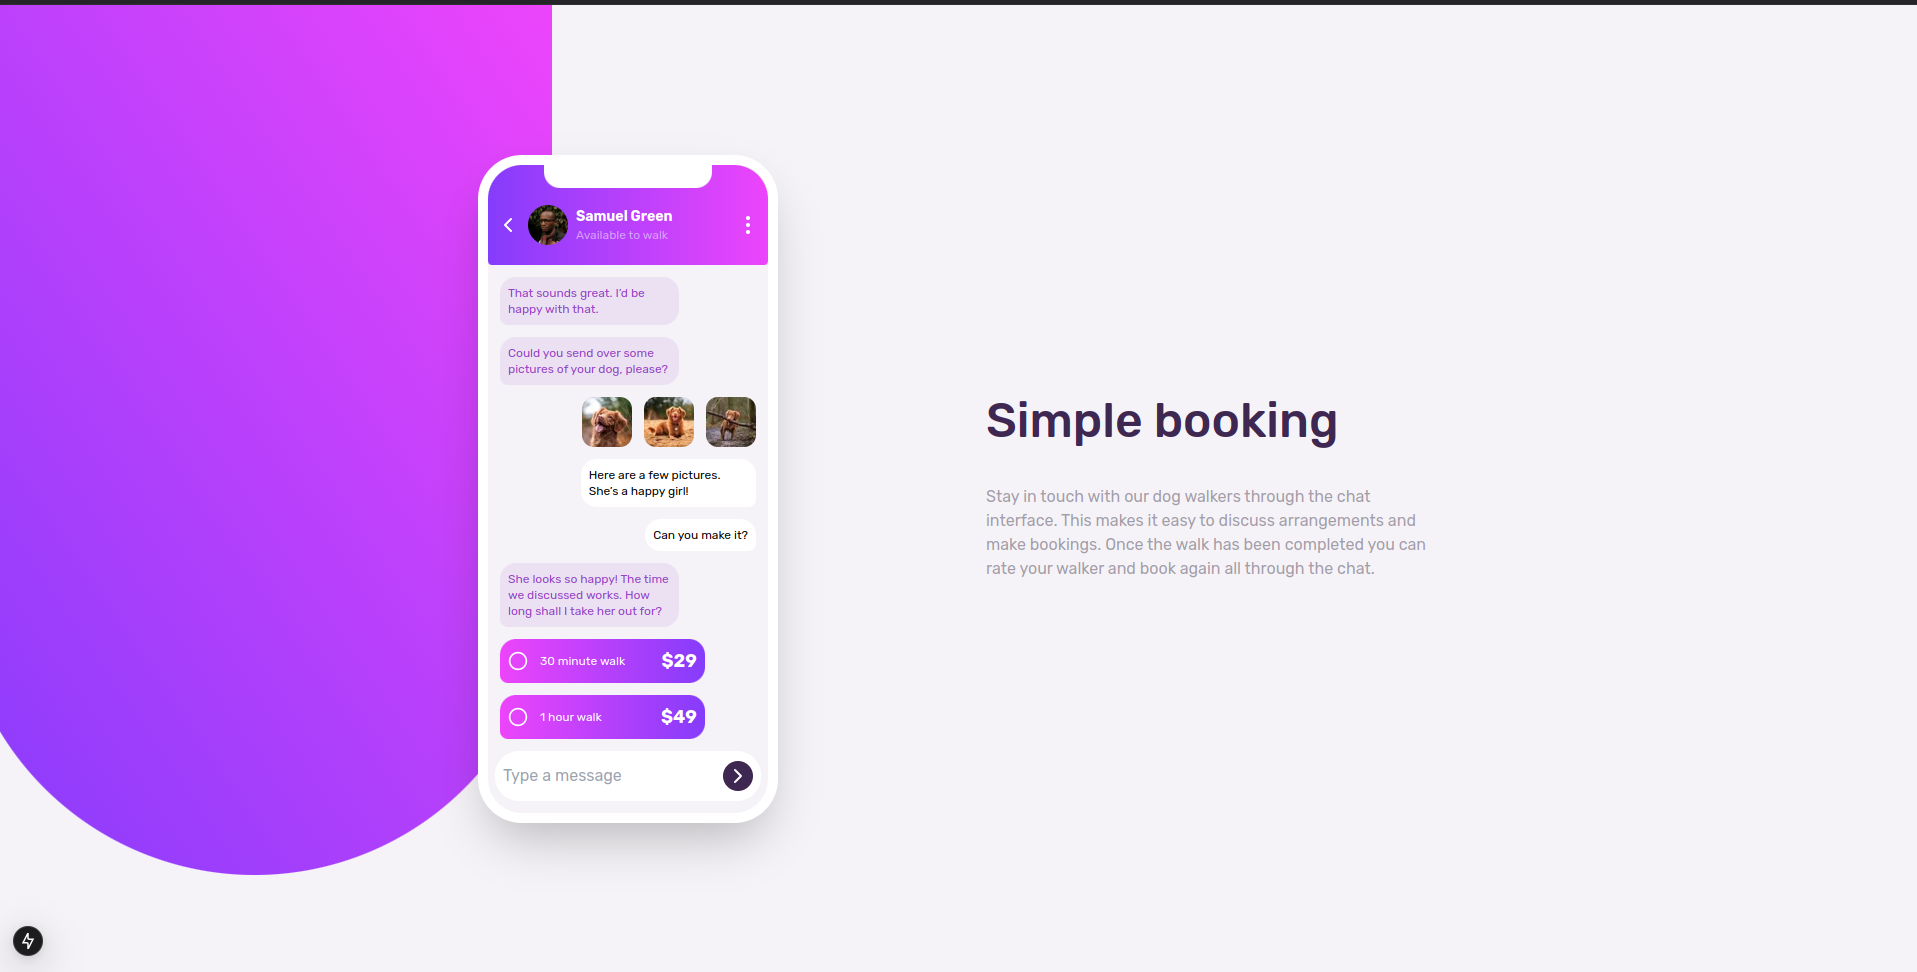 Samuel Green
Available to walk
That sounds great. I’d be
happy with that.
Could you send over some
pictures of your dog, please?
Here are a few pictures.
She’s a happy girl!
Can you make it?
She looks so happy! The time
we discussed works. How
long shall I take her out for?
30 minute walk $29
1 hour walk $49
Type a message
Simple booking
Stay in touch with our dog walkers through the chat
interface. This makes it easy to discuss arrangements and
make bookings. Once the walk has been completed you can
rate your walker and book again all through the chat.